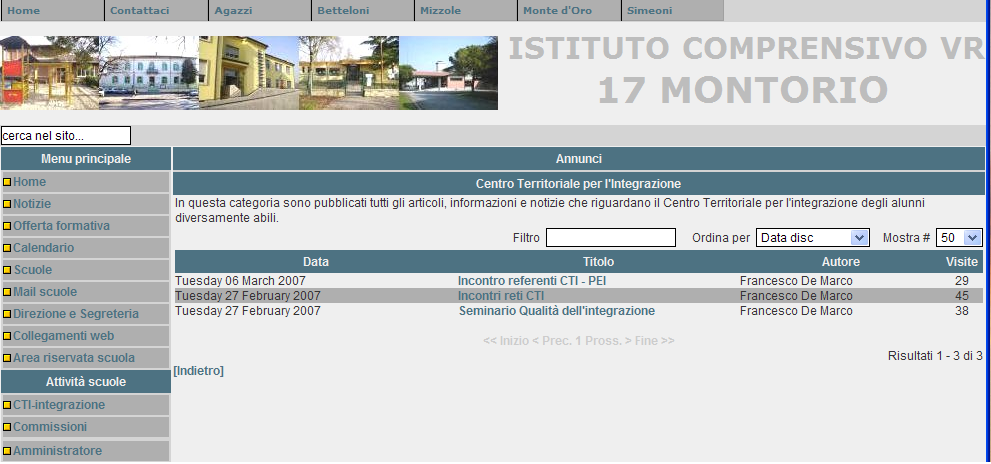 Home Contattaci Agazzi Betteloni Mizzole Monte d'Oro Simeoni
ISTITUTO COMPRENSIVO VR
17 MONTORIO
cerca nel sito...
Menu principale
Home
Notizie
Offerta formativa
Calendario
Scuole
Mail scuole
Direzione e Segreteria
Collegamenti web
Area riservata scuola
Attività scuole
CTI-integrazione
Commissioni
Amministratore
Annunci
Centro Territoriale per l'Integrazione
In questa categoria sono pubblicati tutti gli articoli, informazioni e notizie che riguardano il Centro Territoriale per l'integrazione degli alunni
diversamente abili.
Filtro Ordina per Data disc Mostra # 50
Data Titolo Autore Visite
Tuesday 06 March 2007 Incontro referenti CTI - PEI Francesco De Marco 29
Tuesday 27 February 2007 Incontri reti CTI Francesco De Marco 45
Tuesday 27 February 2007 Seminario Qualità dell'integrazione Francesco De Marco 38
<< Inizio < Prec. 1 Pross. > Fine >>
Risultati 1 - 3 di 3
[Indietro]